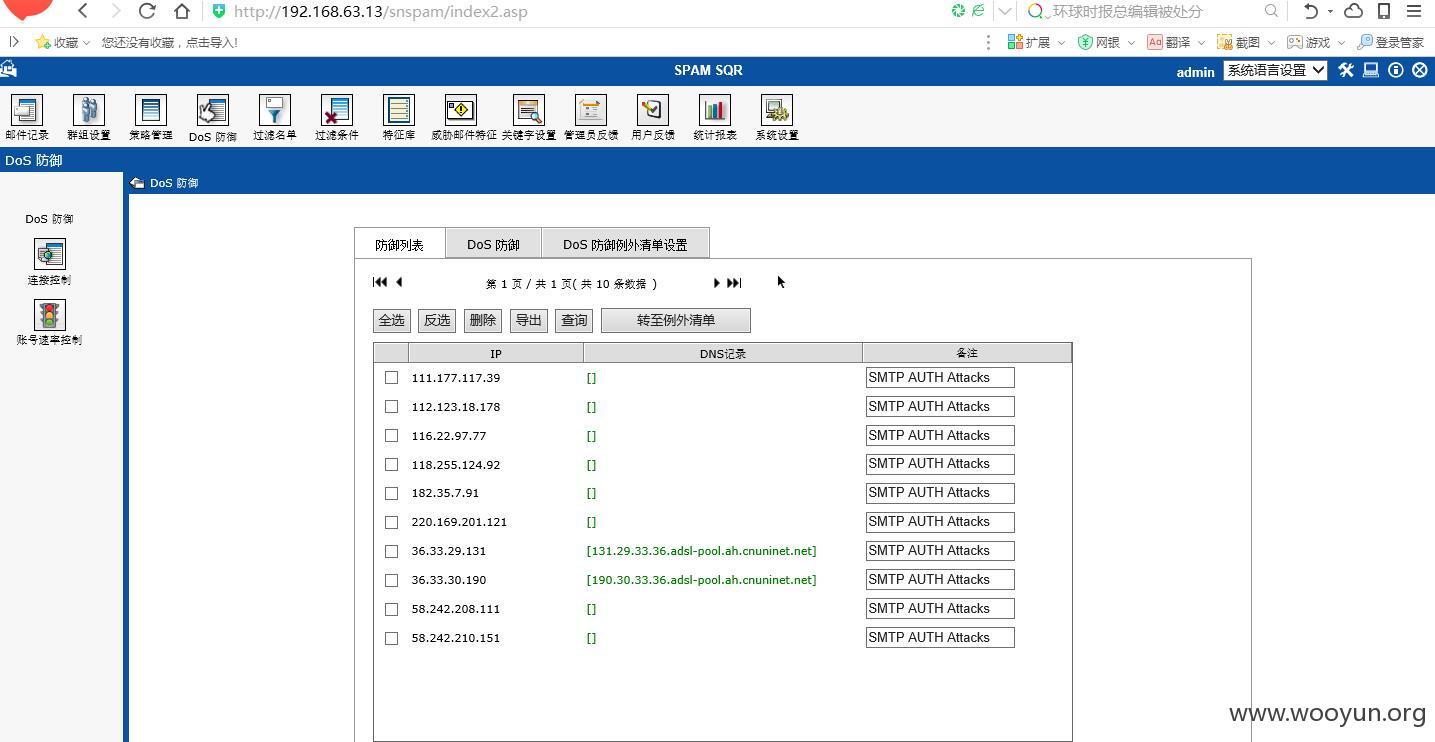 http://192.168.63.13/snspam/index2.asp 环球时报总编辑被处分
收藏 您还没有收藏，点击导入! 扩展 网银 Aa 翻译 截图 游戏 登录管家
SPAM SQR admin 系统语言设置
邮件记录 群组设置 策略管理 DoS 防御 过滤名单 过滤条件 特征库 威胁邮件特征 关键字设置 管理员反馈 用户反馈 统计报表 系统设置
DoS 防御
DoS 防御
DoS 防御
连接控制
账号速率控制
防御列表 DoS 防御 DoS 防御例外清单设置
第 1 页 / 共 1 页( 共 10 条数据 )
全选 反选 删除 导出 查询 转至例外清单
IP DNS记录 备注
111.177.117.39 [] SMTP AUTH Attacks
112.123.18.178 [] SMTP AUTH Attacks
116.22.97.77 [] SMTP AUTH Attacks
118.255.124.92 [] SMTP AUTH Attacks
182.35.7.91 [] SMTP AUTH Attacks
220.169.201.121 [] SMTP AUTH Attacks
36.33.29.131 [131.29.33.36.adsl-pool.ah.cnuninet.net] SMTP AUTH Attacks
36.33.30.190 [190.30.33.36.adsl-pool.ah.cnuninet.net] SMTP AUTH Attacks
58.242.208.111 [] SMTP AUTH Attacks
58.242.210.151 [] SMTP AUTH Attacks
www.wooyun.org